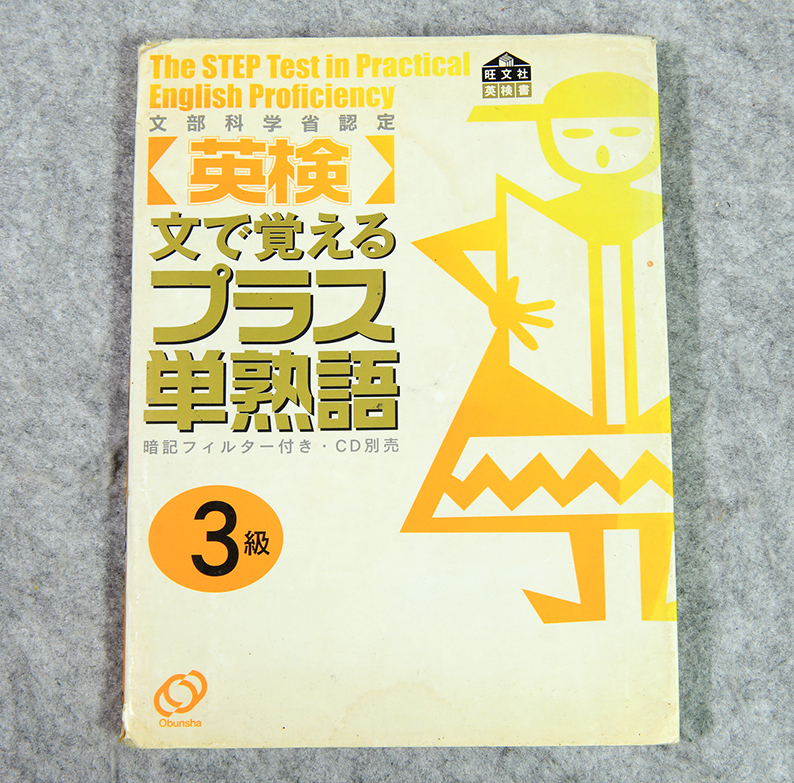 The STEP Test in Practical
English Proficiency
文部科学省認定
【英検】
文で覚える
プラス
単熟語
暗記フィルター付き・CD別売
3級
旺文社
英検書
Obunsha